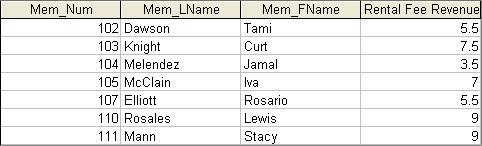 Mem_Num Mem_LName Mem_FName Rental Fee Revenue
102 Dawson Tami 5.5
103 Knight Curt 7.5
104 Melendez Jamal 3.5
105 McClain Iva 7
107 Elliott Rosario 5.5
110 Rosales Lewis 9
111 Mann Stacy 9